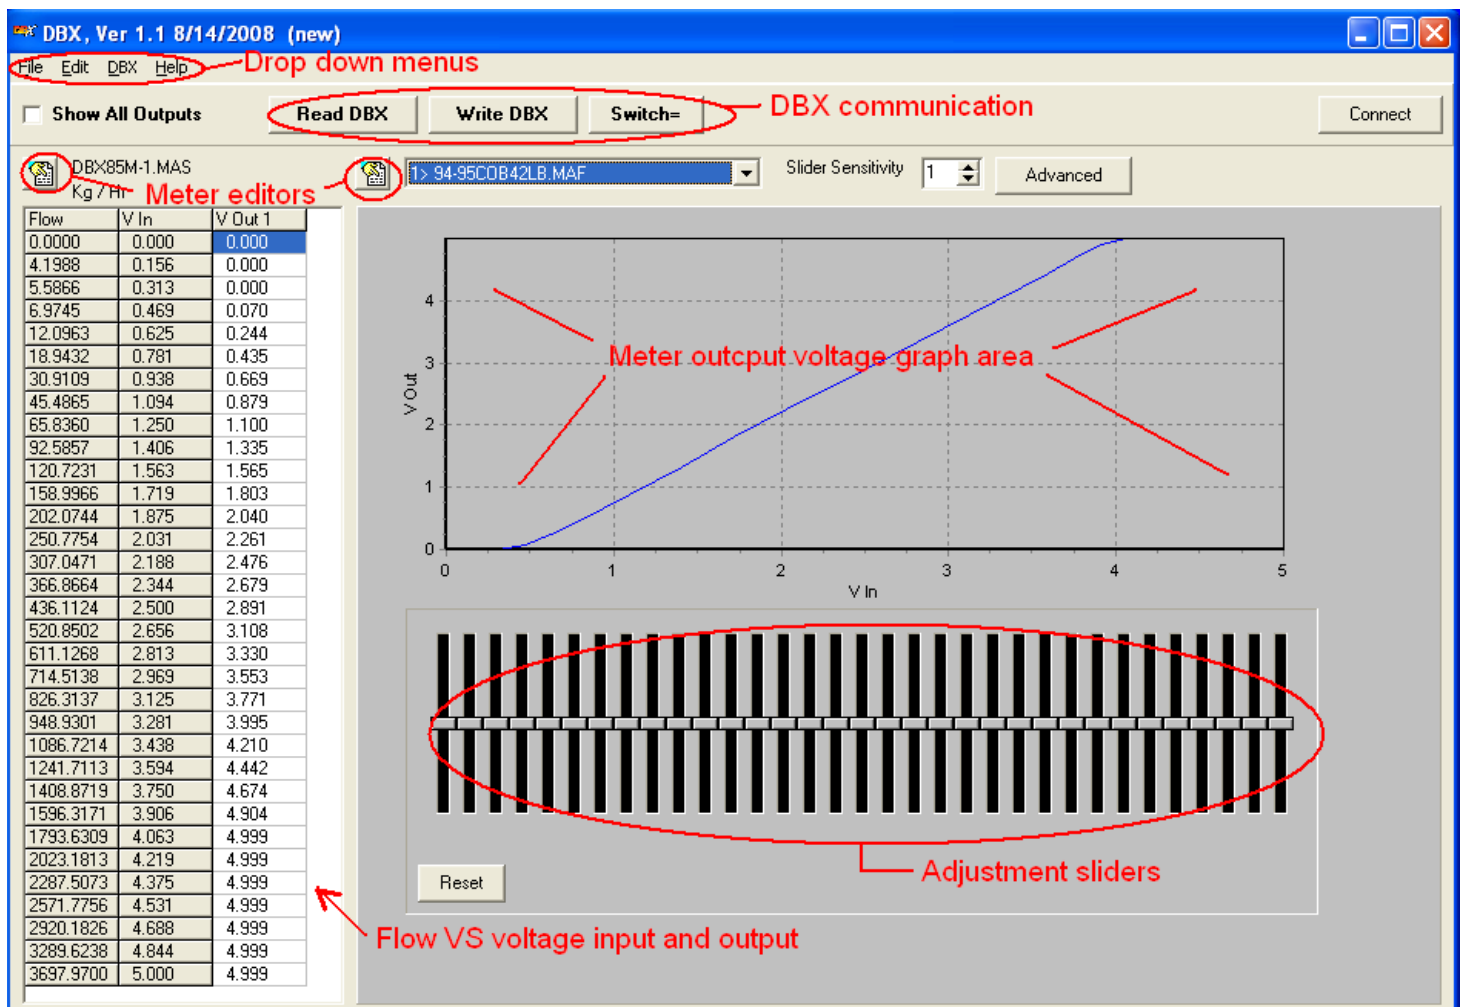 DBX, Ver 1.1 8/14/2008 (new)
File Edit DBX Help
Drop down menus
Show All Outputs
Read DBX
Write DBX
Switch=
DBX communication
Connect
DBX85M-1.MAS
Kg / Hr
Meter editors
1> 94-95COB42LB.MAF
Slider Sensitivity
1
Advanced
Flow V In V Out 1
0.0000 0.000 0.000
4.1988 0.156 0.000
5.5866 0.313 0.000
6.9745 0.469 0.070
12.0963 0.625 0.244
18.9432 0.781 0.435
30.9109 0.938 0.669
45.4865 1.094 0.879
65.8360 1.250 1.100
92.5857 1.406 1.335
120.7231 1.563 1.565
158.9966 1.719 1.803
202.0744 1.875 2.040
250.7754 2.031 2.261
307.0471 2.188 2.476
366.8664 2.344 2.679
436.1124 2.500 2.891
520.8502 2.656 3.108
611.1268 2.813 3.330
714.5138 2.969 3.553
826.3137 3.125 3.771
948.9301 3.281 3.995
1086.7214 3.438 4.210
1241.7113 3.594 4.442
1408.8719 3.750 4.674
1596.3171 3.906 4.904
1793.6309 4.063 4.999
2023.1813 4.219 4.999
2287.5073 4.375 4.999
2571.7756 4.531 4.999
2920.1826 4.688 4.999
3289.6238 4.844 4.999
3697.9700 5.000 4.999
4
3
2
1
0
V Out
Meter outcput voltage graph area
0 1 2 3 4 5
V In
Adjustment sliders
Reset
Flow VS voltage input and output